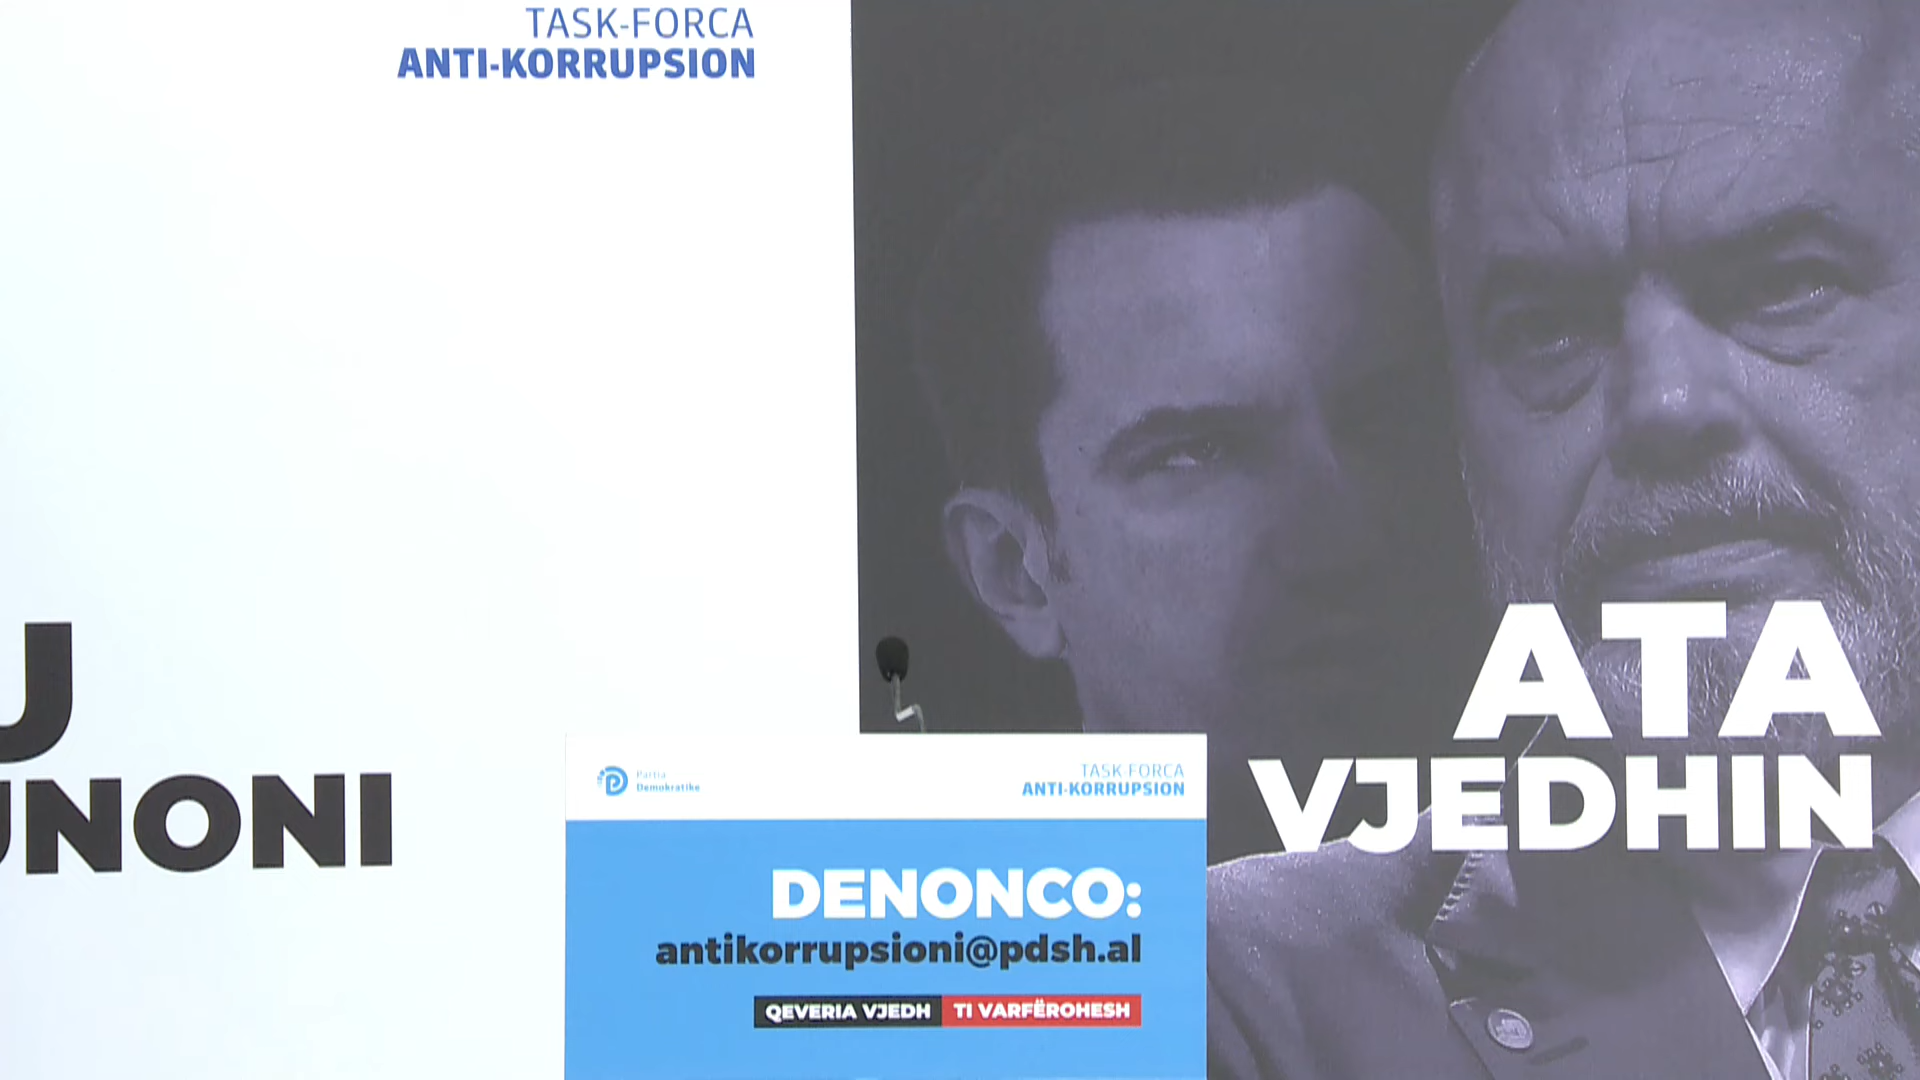 TASK-FORCA
ANTI-KORRUPSION
U
UNONI
ATA
VJEDHIN
Partia
Demokratike
TASK-FORCA
ANTI-KORRUPSION
DENONCO:
antikorrupsioni@pdsh.al
QEVERIA VJEDH TI VARFËROHESH